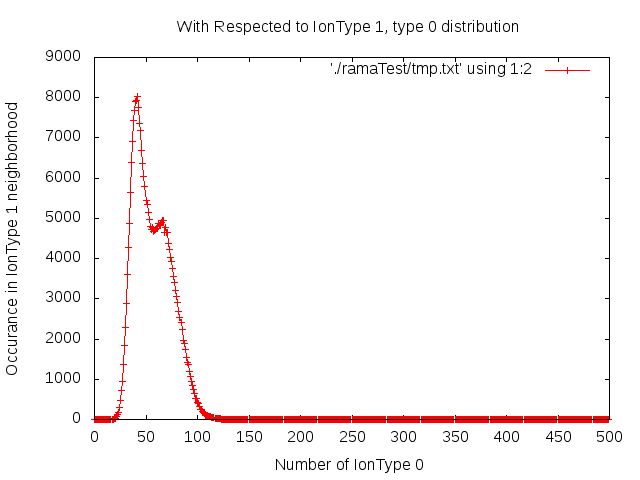 With Respected to IonType 1, type 0 distribution
'./ramaTest/tmp.txt' using 1:2
9000
8000
7000
6000
5000
4000
3000
2000
1000
0
Occurance in IonType 1 neighborhood
0 50 100 150 200 250 300 350 400 450 500
Number of IonType 0